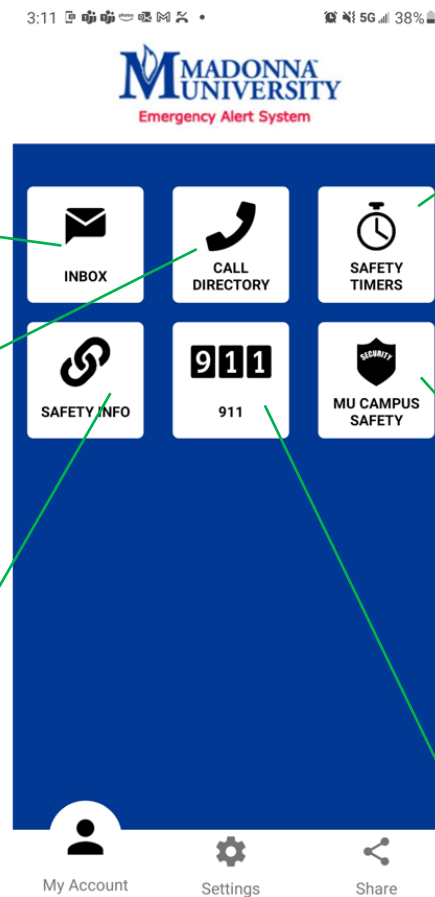 3:11
5G 38%
MADONNA
UNIVERSITY
Emergency Alert System
INBOX
CALL
DIRECTORY
SAFETY
TIMERS
SAFETY INFO
911
911
SECURITY
MU CAMPUS
SAFETY
My Account
Settings
Share